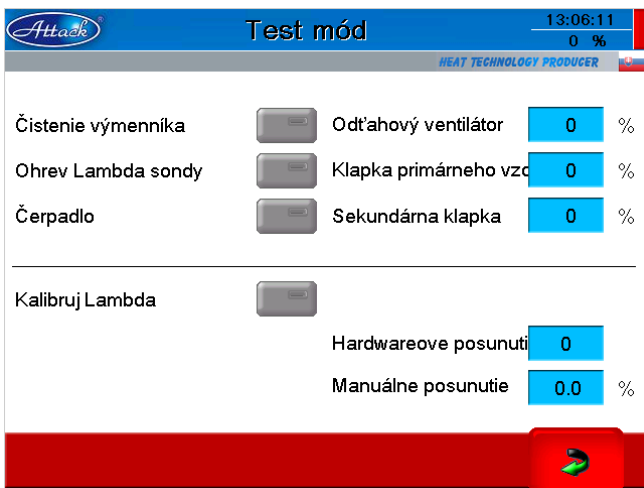 Attack
Test mód
13:06:11
0 %
HEAT TECHNOLOGY PRODUCER
Čistenie výmenníka
Odťahový ventilátor 0 %
Ohrev Lambda sondy
Klapka primárneho vzd 0 %
Čerpadlo
Sekundárna klapka 0 %
Kalibruj Lambda
Hardwareove posunuti 0
Manuálne posunutie 0.0 %